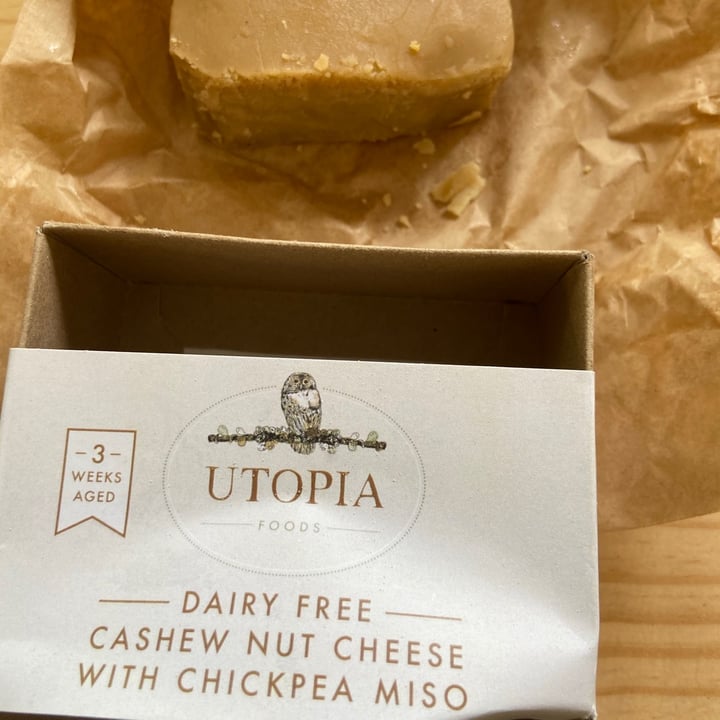 -3-
WEEKS
AGED
UTOPIA
FOODS
DAIRY FREE
CASHEW NUT CHEESE
WITH CHICKPEA MISO